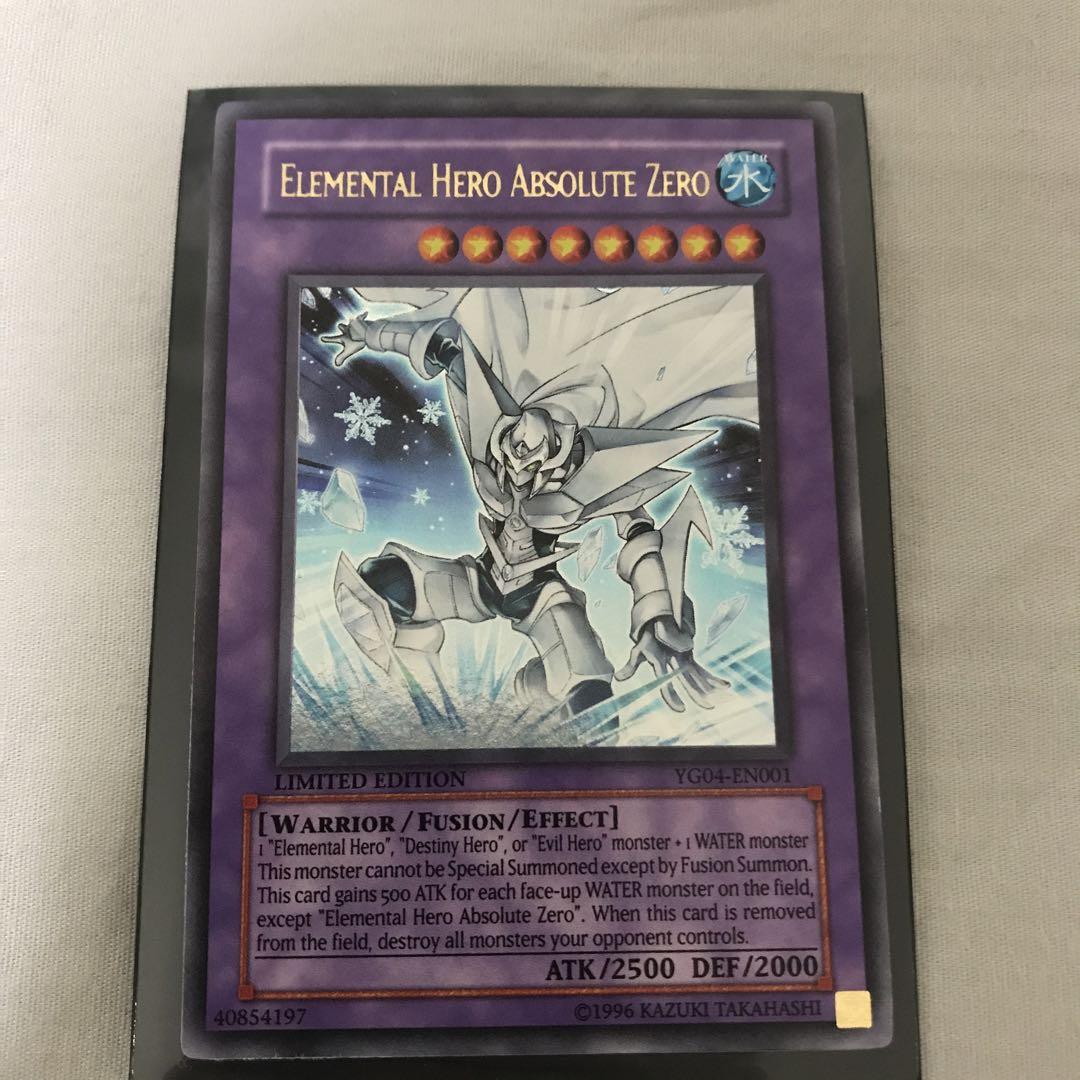 ELEMENTAL HERO ABSOLUTE ZERO
WATER
水
LIMITED EDITION
YG04-EN001
[WARRIOR/FUSION/EFFECT]
1 "Elemental Hero", "Destiny Hero", or "Evil Hero" monster + 1 WATER monster
This monster cannot be Special Summoned except by Fusion Summon.
This card gains 500 ATK for each face-up WATER monster on the field,
except "Elemental Hero Absolute Zero". When this card is removed
from the field, destroy all monsters your opponent controls.
ATK/2500 DEF/2000
40854197
©1996 KAZUKI TAKAHASHI